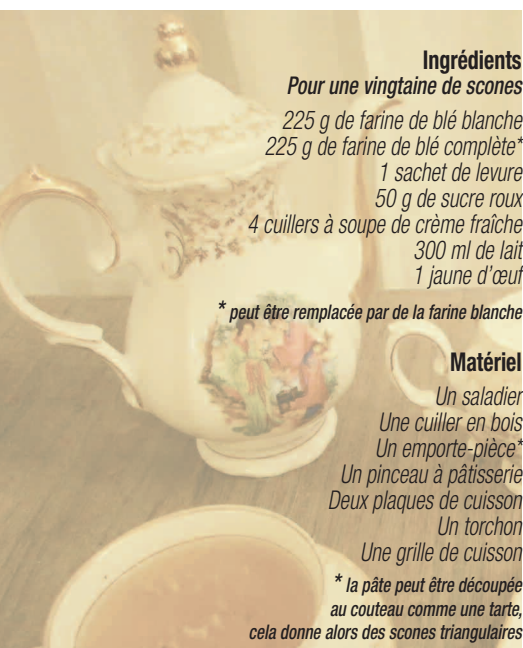 Ingrédients
Pour une vingtaine de scones
225 g de farine de blé blanche
225 g de farine de blé complète*
1 sachet de levure
50 g de sucre roux
4 cuillers à soupe de crème fraîche
300 ml de lait
1 jaune d'œuf
* peut être remplacée par de la farine blanche
Matériel
Un saladier
Une cuiller en bois
Un emporte-pièce*
Un pinceau à pâtisserie
Deux plaques de cuisson
Un torchon
Une grille de cuisson
* la pâte peut être découpée
au couteau comme une tarte,
cela donne alors des scones triangulaires